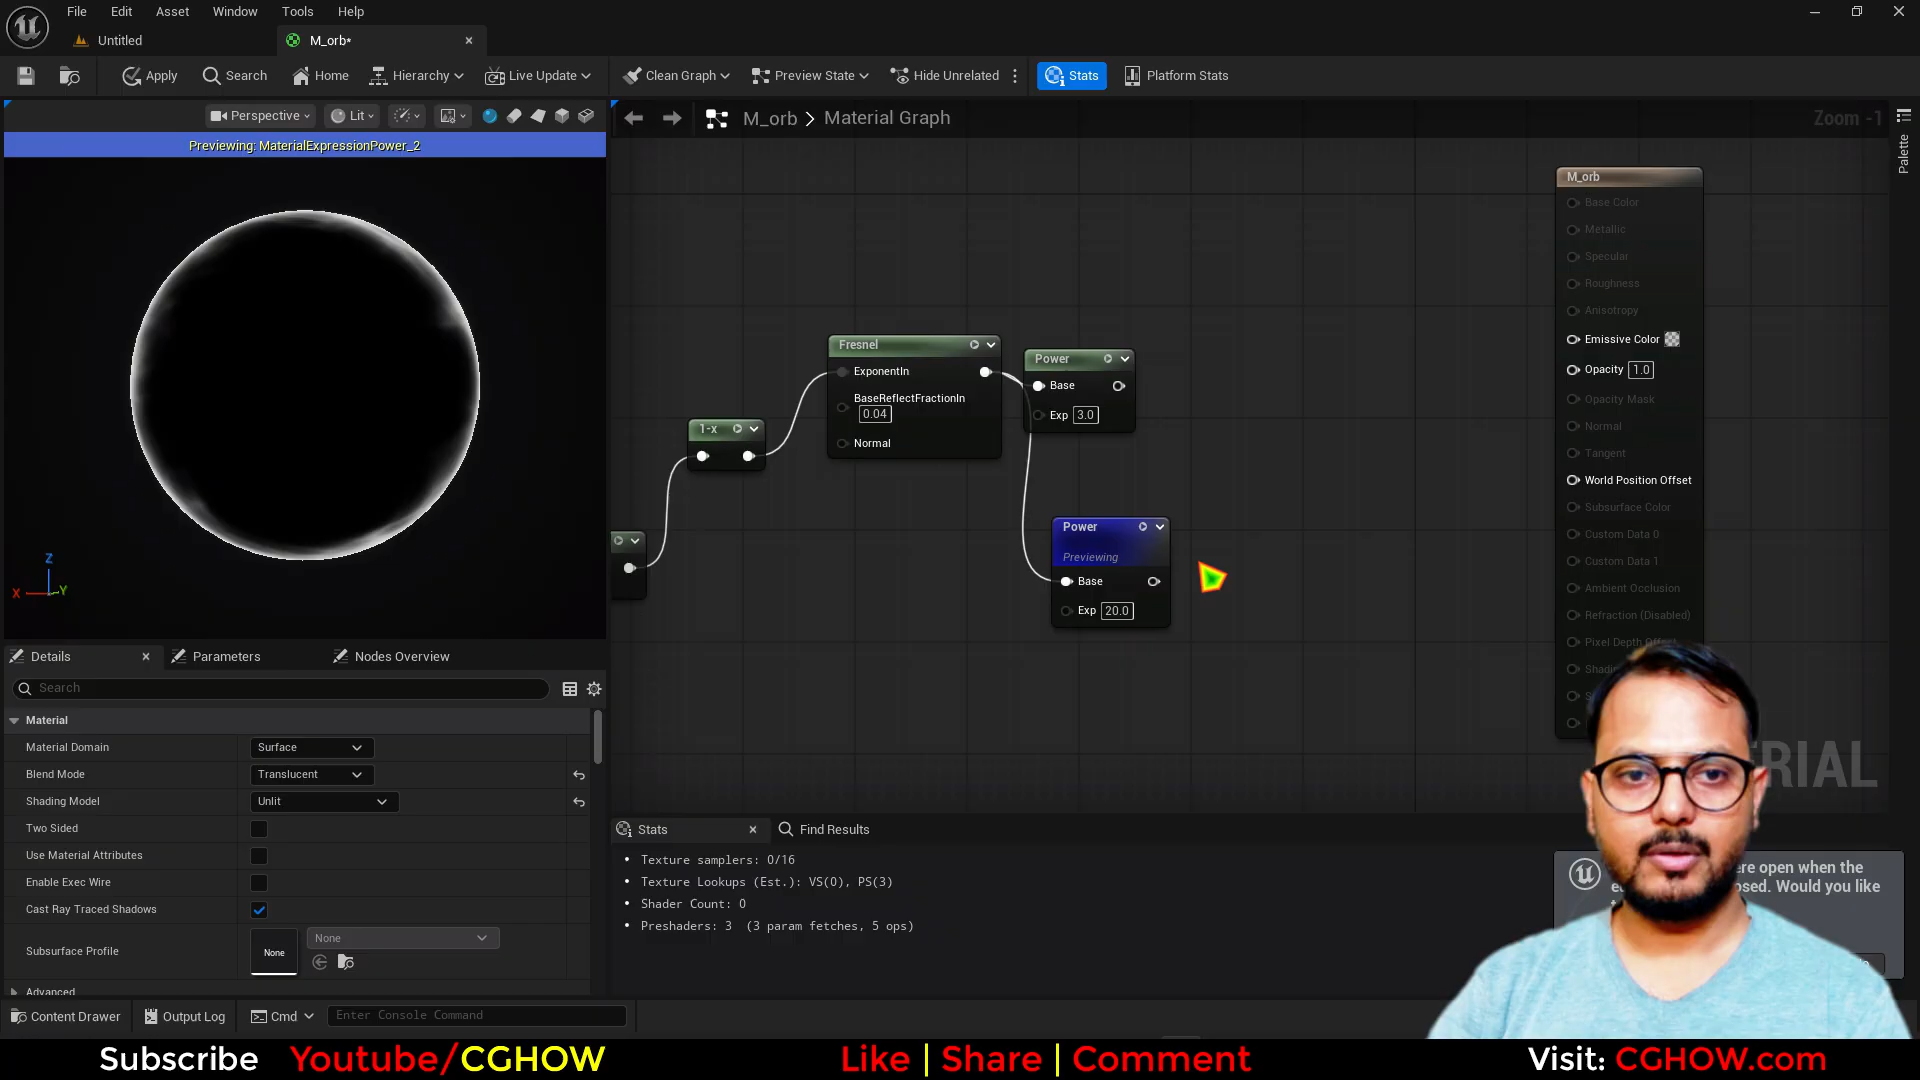 File Edit Asset Window Tools Help
Untitled
M_orb*
Apply Search Home Hierarchy Live Update Clean Graph Preview State Hide Unrelated Stats Platform Stats
Perspective Lit
Previewing: MaterialExpressionPower_2
M_orb > Material Graph
Zoom -1
Palette
M_orb
Base Color
Metallic
Specular
Roughness
Anisotropy
Emissive Color
Opacity 1.0
Opacity Mask
Normal
Tangent
World Position Offset
Subsurface Color
Custom Data 0
Custom Data 1
Ambient Occlusion
Refraction (Disabled)
Pixel Depth
Fresnel
ExponentIn
BaseReflectFractionIn
0.04
Normal
Power
Base
Exp 3.0
1-x
Power
Previewing
Base
Exp 20.0
X Y Z
Details
Parameters
Nodes Overview
Search
Material
Material Domain Surface
Blend Mode Translucent
Shading Model Unlit
Two Sided
Use Material Attributes
Enable Exec Wire
Cast Ray Traced Shadows
Subsurface Profile None None
Advanced
Stats
Find Results
Texture samplers: 0/16
Texture Lookups (Est.): VS(0), PS(3)
Shader Count: 0
Preshaders: 3 (3 param fetches, 5 ops)
open when the
Would you like
Content Drawer Output Log Cmd Enter Console Command
Subscribe Youtube/CGHOW Like | Share | Comment Visit: CGHOW.com